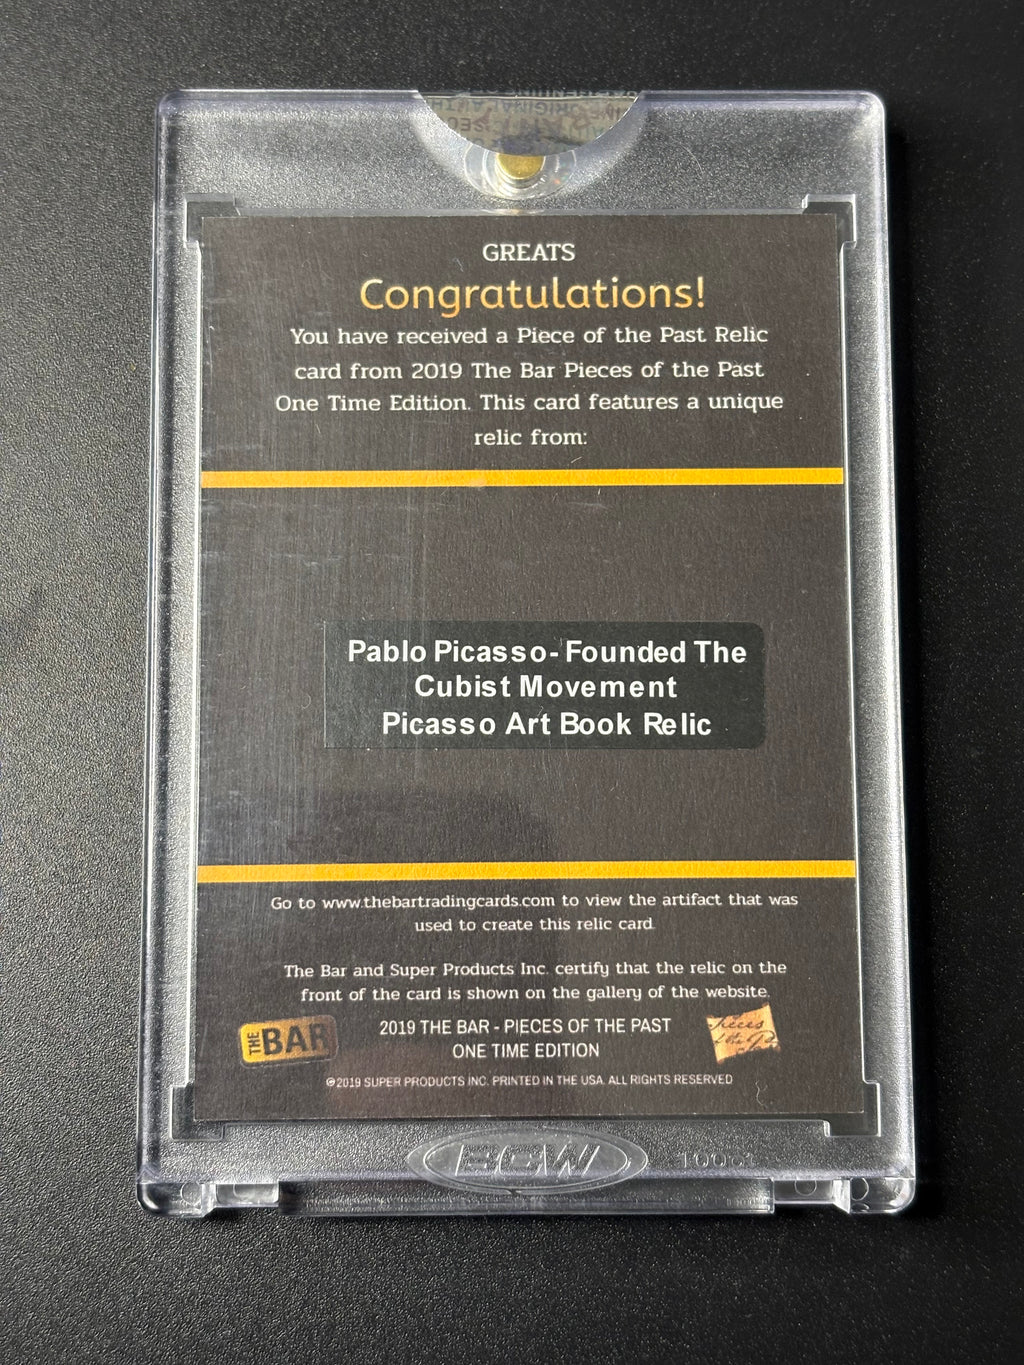 GREATS
Congratulations!
You have received a Piece of the Past Relic
card from 2019 The Bar Pieces of the Past
One Time Edition. This card features a unique
relic from:
Pablo Picasso-Founded The
Cubist Movement
Picasso Art Book Relic
Go to www.thebartradingcards.com to view the artifact that was
used to create this relic card.
The Bar and Super Products Inc. certify that the relic on the
front of the card is shown on the gallery of the website.
THE BAR
2019 THE BAR - PIECES OF THE PAST
ONE TIME EDITION
Pieces
of the Past
©2019 SUPER PRODUCTS INC. PRINTED IN THE USA. ALL RIGHTS RESERVED
BCW